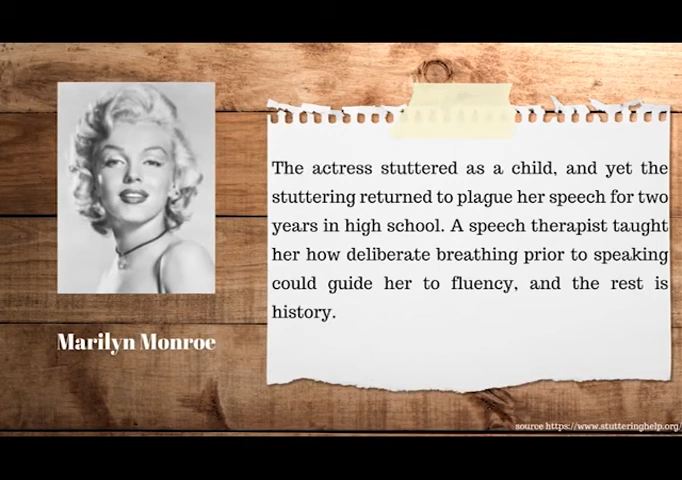 The actress stuttered as a child, and yet the
stuttering returned to plague her speech for two
years in high school. A speech therapist taught
her how deliberate breathing prior to speaking
could guide her to fluency, and the rest is
history.
Marilyn Monroe
source https://www.stutteringhelp.org/